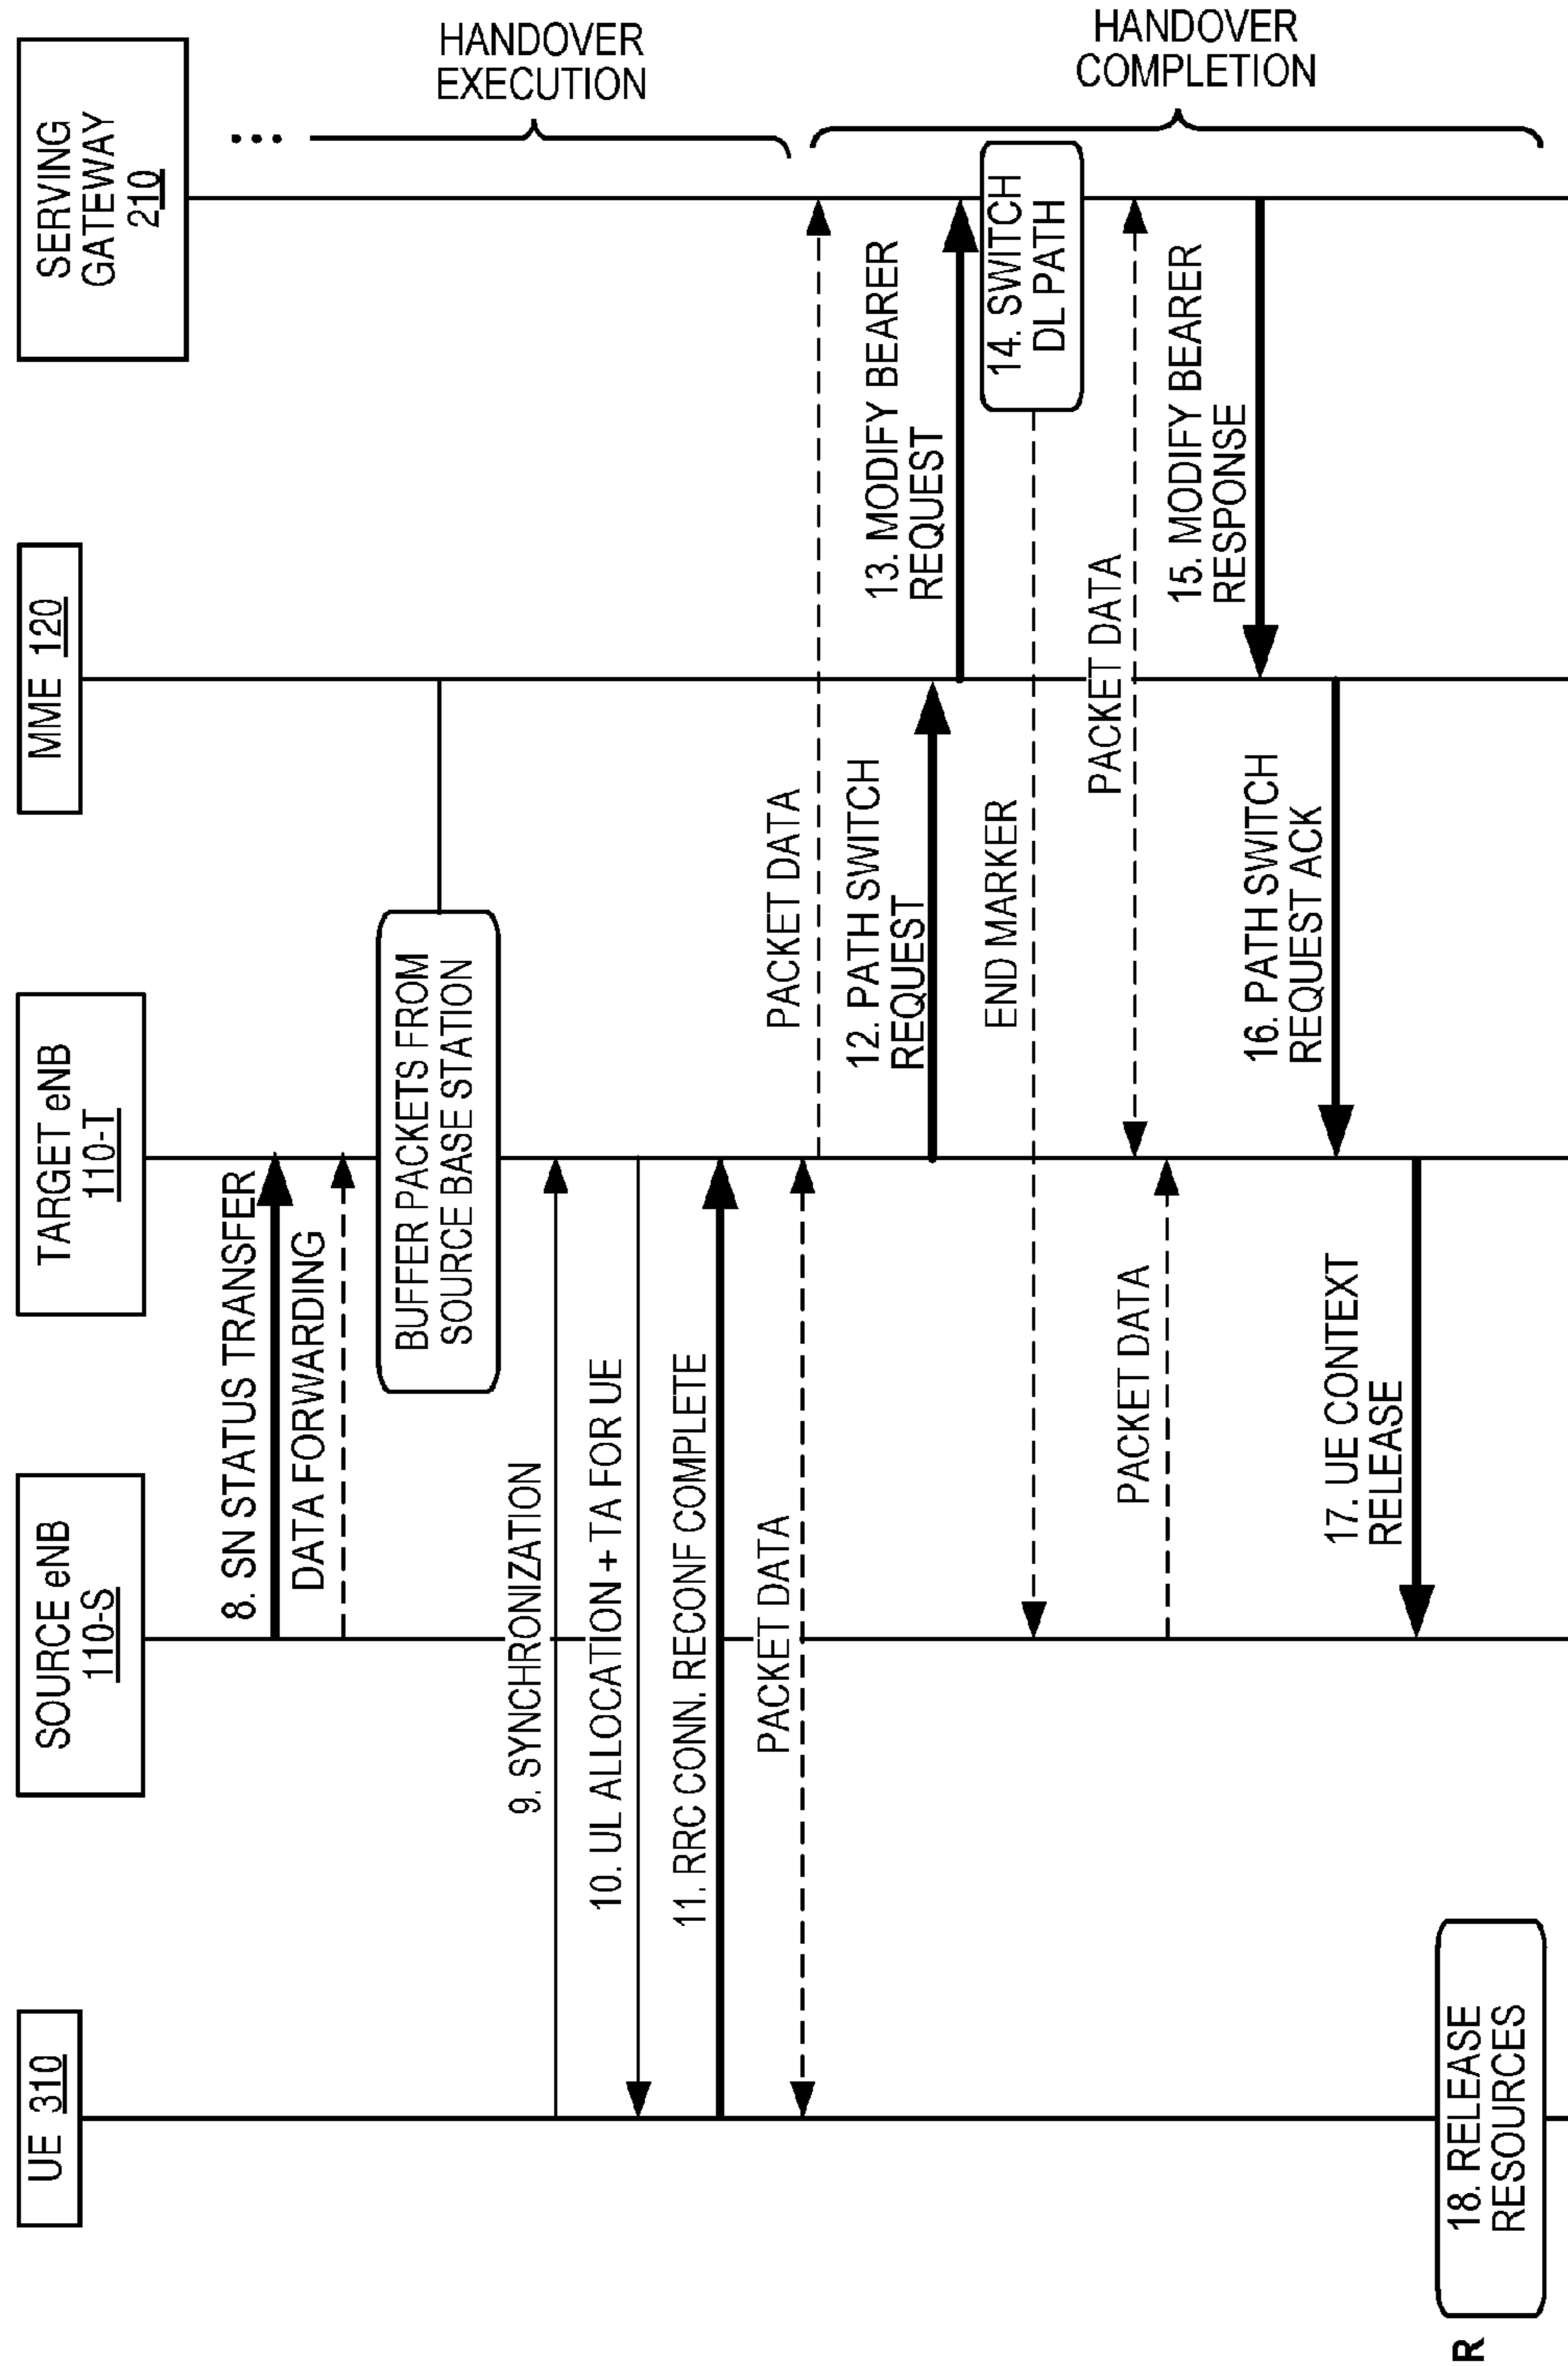 UE 310
SOURCE eNB
110-S
TARGET eNB
110-T
MME 120
SERVING
GATEWAY
210
8. SN STATUS TRANSFER
DATA FORWARDING
BUFFER PACKETS FROM
SOURCE BASE STATION
...
HANDOVER
EXECUTION
9. SYNCHRONIZATION
10. UL ALLOCATION + TA FOR UE
11. RRC CONN. RECONF COMPLETE
PACKET DATA
PACKET DATA
12. PATH SWITCH
REQUEST
13. MODIFY BEARER
REQUEST
HANDOVER
COMPLETION
END MARKER
14. SWITCH
DL PATH
PACKET DATA
PACKET DATA
15. MODIFY BEARER
RESPONSE
16. PATH SWITCH
REQUEST ACK
17. UE CONTEXT
RELEASE
18. RELEASE
RESOURCES
R